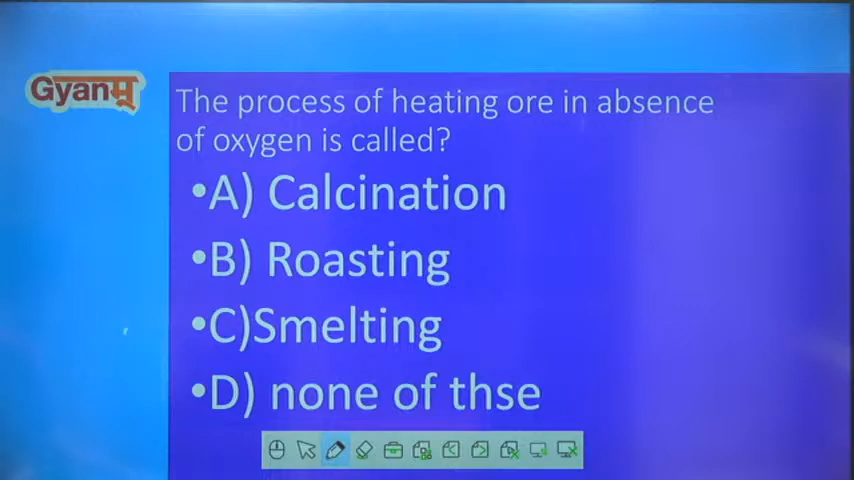 Gyanमू
The process of heating ore in absence
of oxygen is called?
•A) Calcination
•B) Roasting
•C)Smelting
•D) none of thse